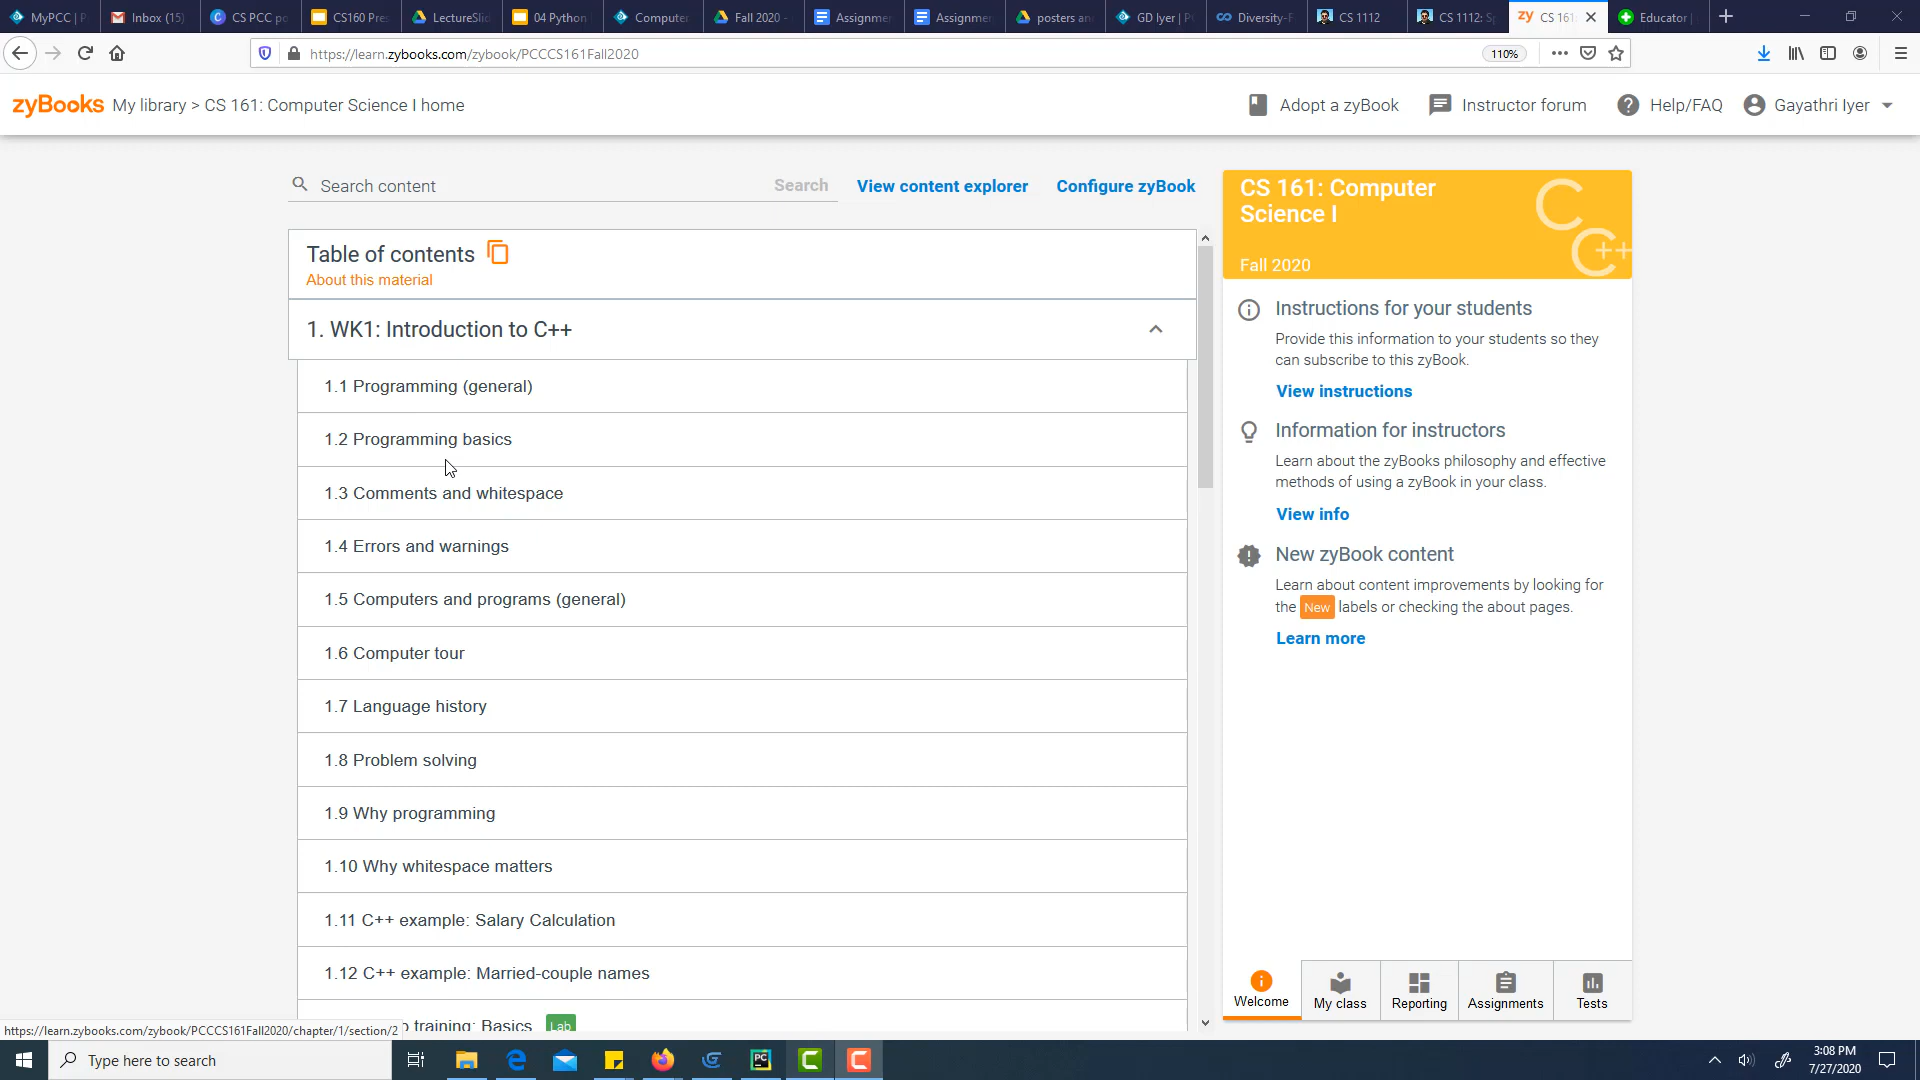 MyPCC | P
Inbox (15)
CS PCC po
CS160 Pre
LectureSli
04 Python
Compute
Fall 2020 -
Assignme
Assignme
posters an
GD Iyer | P
Diversity-F
CS 1112
CS 1112: S
CS 161:
Educator |
https://learn.zybooks.com/zybook/PCCCS161Fall2020
110%
zyBooks My library > CS 161: Computer Science I home
Adopt a zyBook
Instructor forum
Help/FAQ
Gayathri Iyer
Search content
Search
View content explorer
Configure zyBook
Table of contents
About this material
1. WK1: Introduction to C++
1.1 Programming (general)
1.2 Programming basics
1.3 Comments and whitespace
1.4 Errors and warnings
1.5 Computers and programs (general)
1.6 Computer tour
1.7 Language history
1.8 Problem solving
1.9 Why programming
1.10 Why whitespace matters
1.11 C++ example: Salary Calculation
1.12 C++ example: Married-couple names
training: Basics Lab
CS 161: Computer
Science I
Fall 2020
C
C++
Instructions for your students
Provide this information to your students so they
can subscribe to this zyBook.
View instructions
Information for instructors
Learn about the zyBooks philosophy and effective
methods of using a zyBook in your class.
View info
New zyBook content
Learn about content improvements by looking for
the New labels or checking the about pages.
Learn more
Welcome
My class
Reporting
Assignments
Tests
https://learn.zybooks.com/zybook/PCCCS161Fall2020/chapter/1/section/2
Type here to search
3:08 PM
7/27/2020